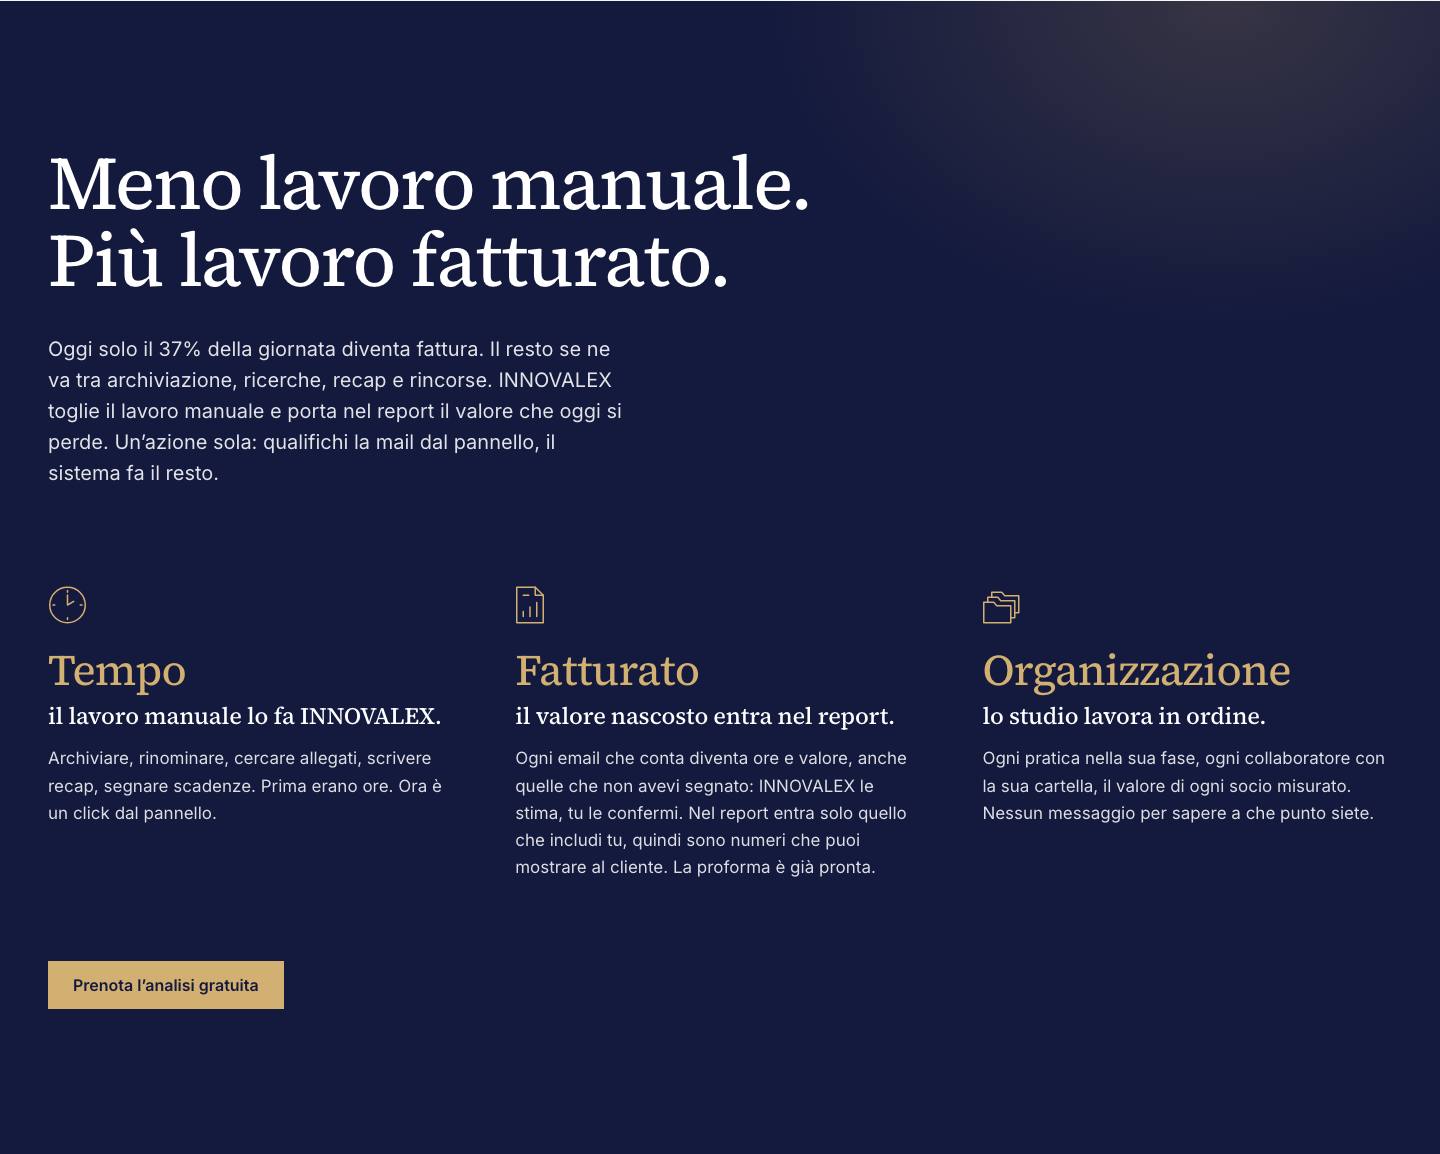 Meno lavoro manuale.
Più lavoro fatturato.
Oggi solo il 37% della giornata diventa fattura. Il resto se ne
va tra archiviazione, ricerche, recap e rincorse. INNOVALEX
toglie il lavoro manuale e porta nel report il valore che oggi si
perde. Un’azione sola: qualifichi la mail dal pannello, il
sistema fa il resto.
Tempo
il lavoro manuale lo fa INNOVALEX.
Archiviare, rinominare, cercare allegati, scrivere
recap, segnare scadenze. Prima erano ore. Ora è
un click dal pannello.
Fatturato
il valore nascosto entra nel report.
Ogni email che conta diventa ore e valore, anche
quelle che non avevi segnato: INNOVALEX le
stima, tu le confermi. Nel report entra solo quello
che includi tu, quindi sono numeri che puoi
mostrare al cliente. La proforma è già pronta.
Organizzazione
lo studio lavora in ordine.
Ogni pratica nella sua fase, ogni collaboratore con
la sua cartella, il valore di ogni socio misurato.
Nessun messaggio per sapere a che punto siete.
Prenota l’analisi gratuita